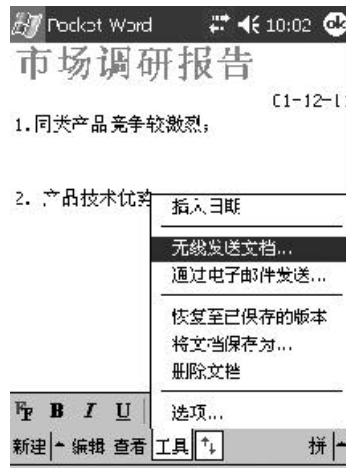 Pocket Word 10:02 ok
市场调研报告
01-12-1
1.同类产品竞争较激烈;
2. 产品技术优势
插入日期
无线发送文档...
通过电子邮件发送...
恢复至已保存的版本
将文档保存为...
删除文档
选项...
B I U
新建 编辑 查看 工具 拼